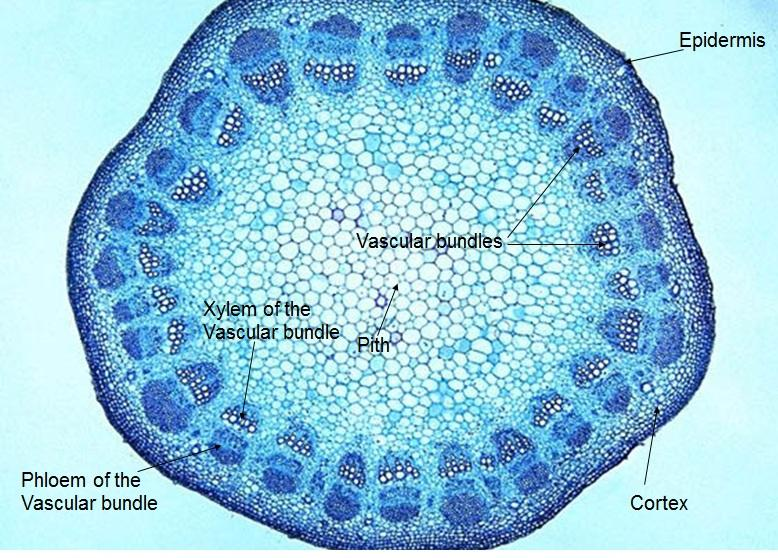 Epidermis
Vascular bundles
Xylem of the
Vascular bundle
Pith
Phloem of the
Vascular bundle
Cortex